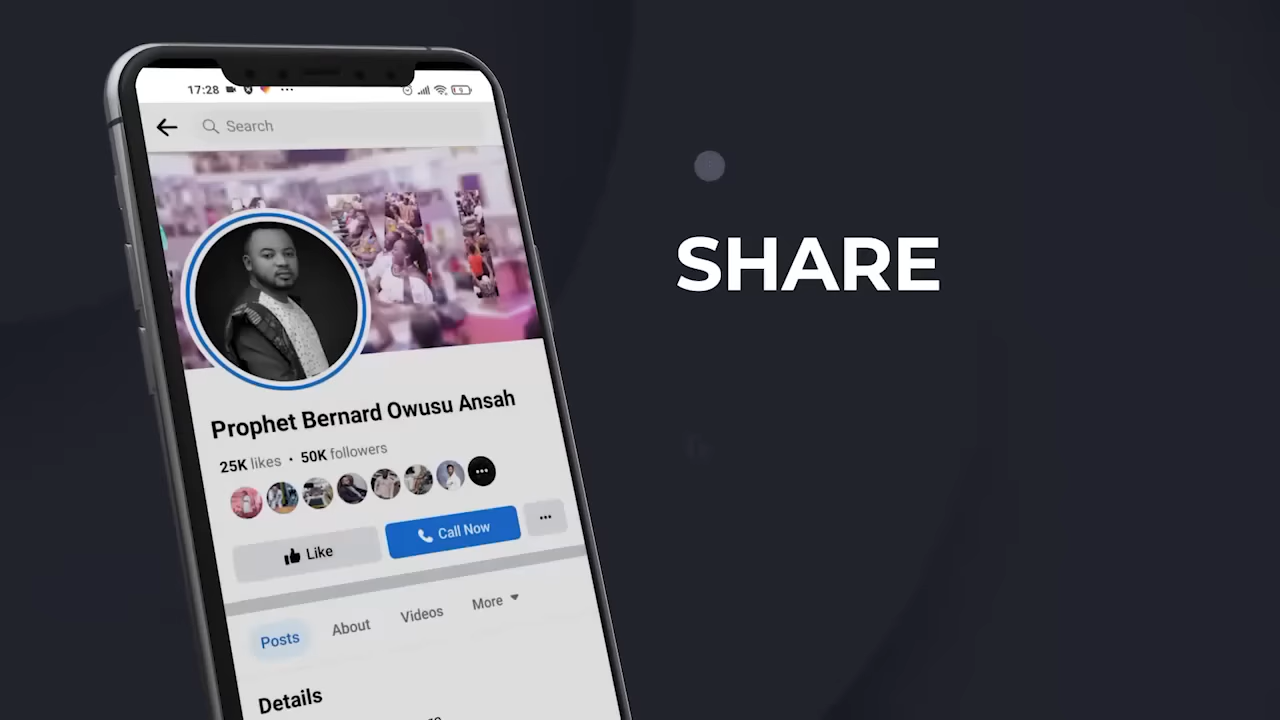 17:28
Search
Prophet Bernard Owusu Ansah
25K likes • 50K followers
Like
Call Now
Posts
About
Videos
More
Details
SHARE